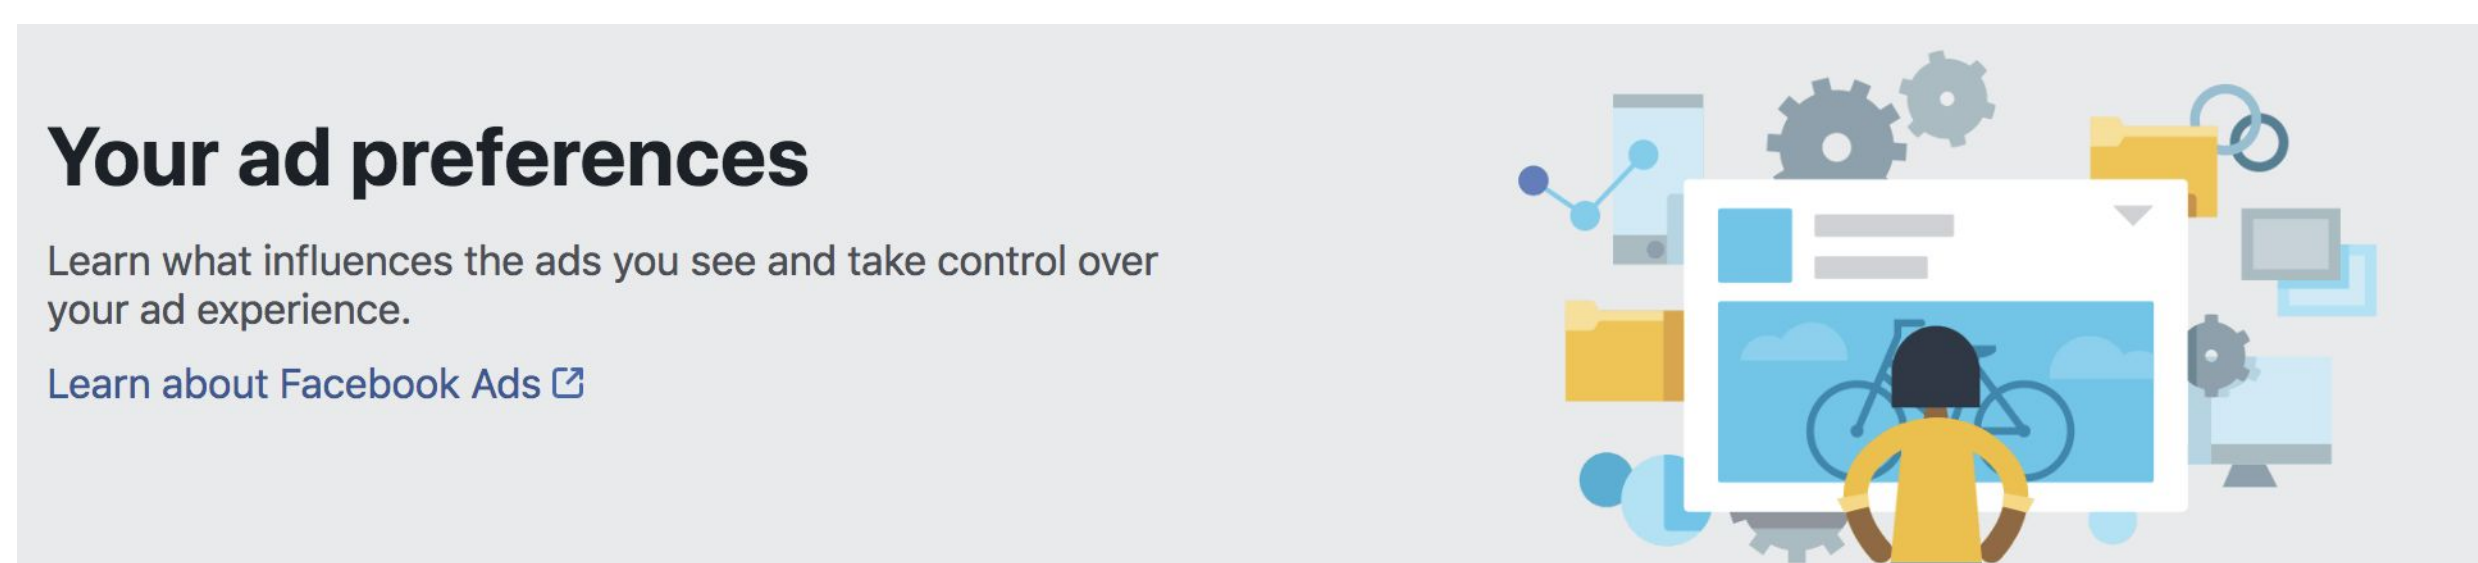 Your ad preferences
Learn what influences the ads you see and take control over
your ad experience.
Learn about Facebook Ads